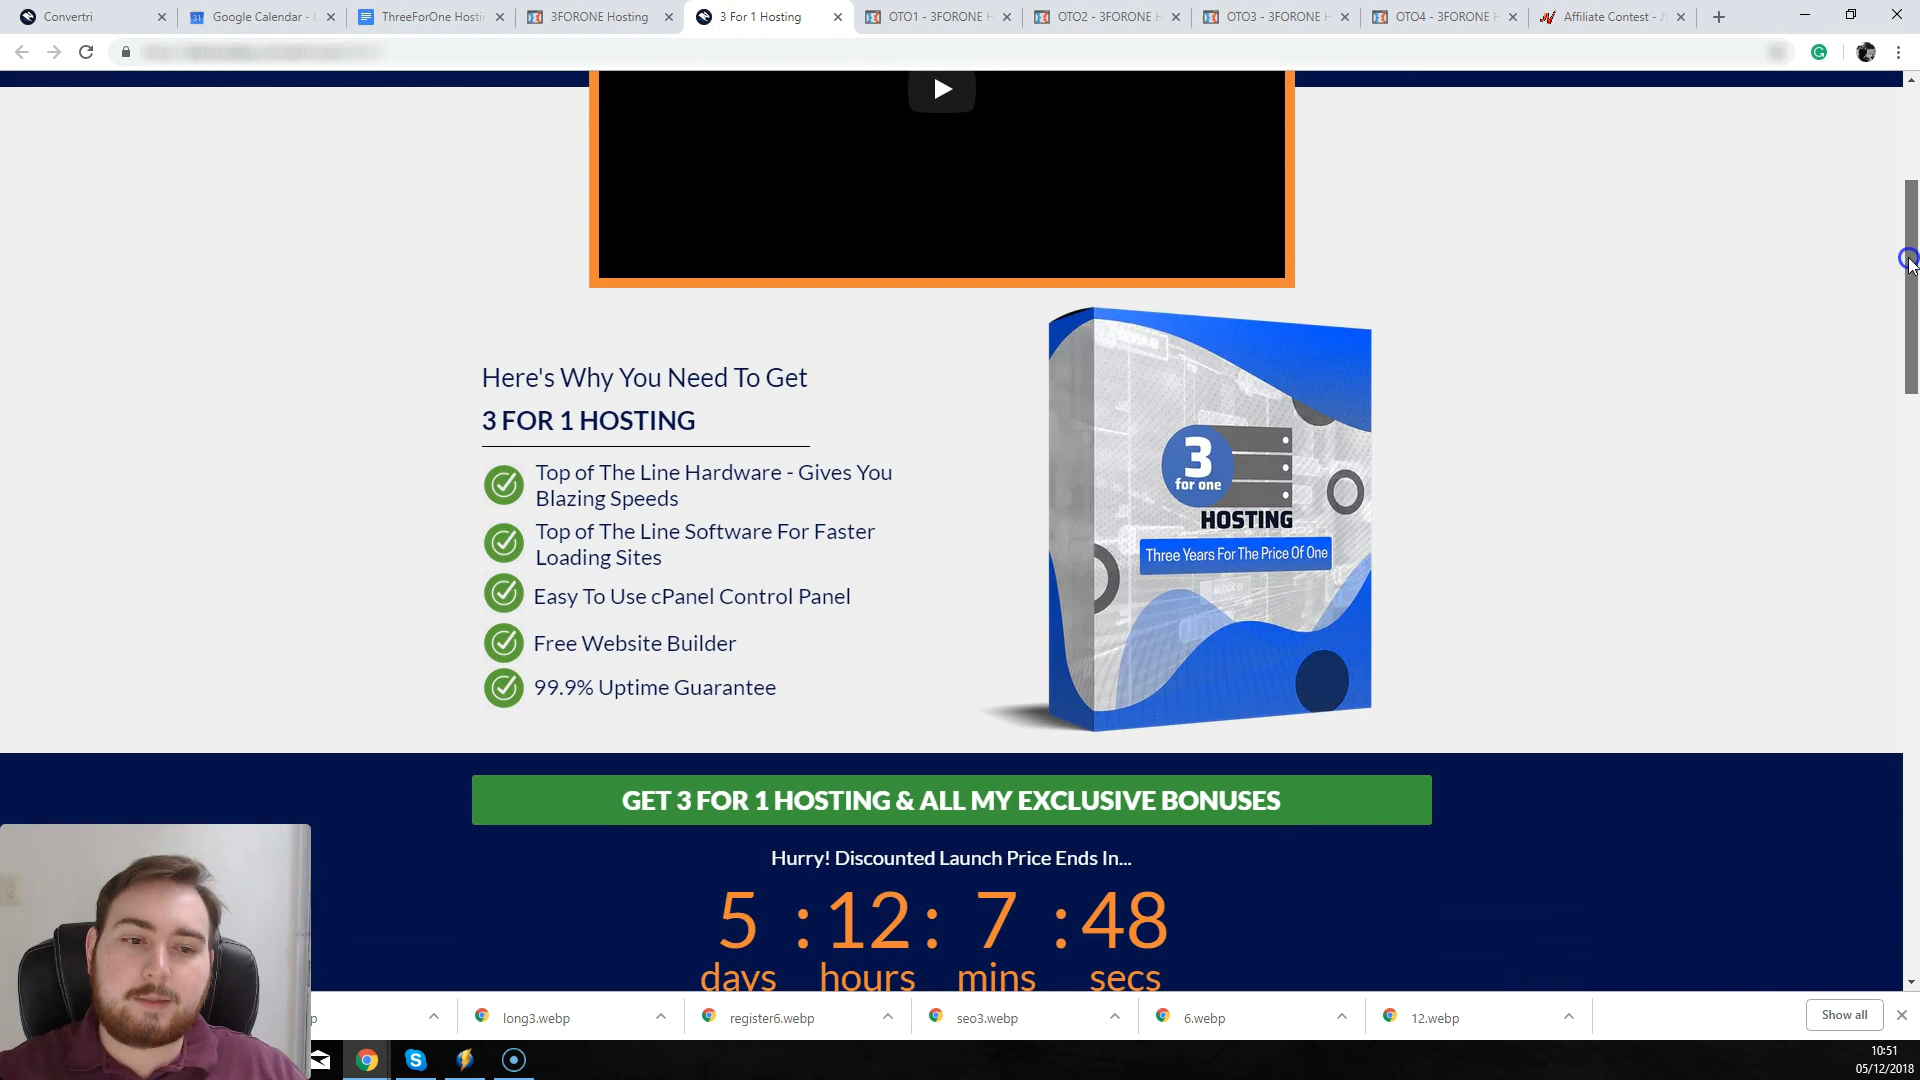 Convertri
Google Calendar - D
ThreeForOne Hosti
3FORONE Hosting
3 For 1 Hosting
OTO1 - 3FORONE H
OTO2 - 3FORONE H
OTO3 - 3FORONE H
OTO4 - 3FORONE H
Affiliate Contest - J
Here's Why You Need To Get
3 FOR 1 HOSTING
Top of The Line Hardware - Gives You
Blazing Speeds
Top of The Line Software For Faster
Loading Sites
Easy To Use cPanel Control Panel
Free Website Builder
99.9% Uptime Guarantee
3
for one
HOSTING
Three Years For The Price Of One
GET 3 FOR 1 HOSTING & ALL MY EXCLUSIVE BONUSES
Hurry! Discounted Launch Price Ends In...
5 : 12 : 7 : 48
days hours mins secs
p
long3.webp
register6.webp
seo3.webp
6.webp
12.webp
Show all
10:51
05/12/2018